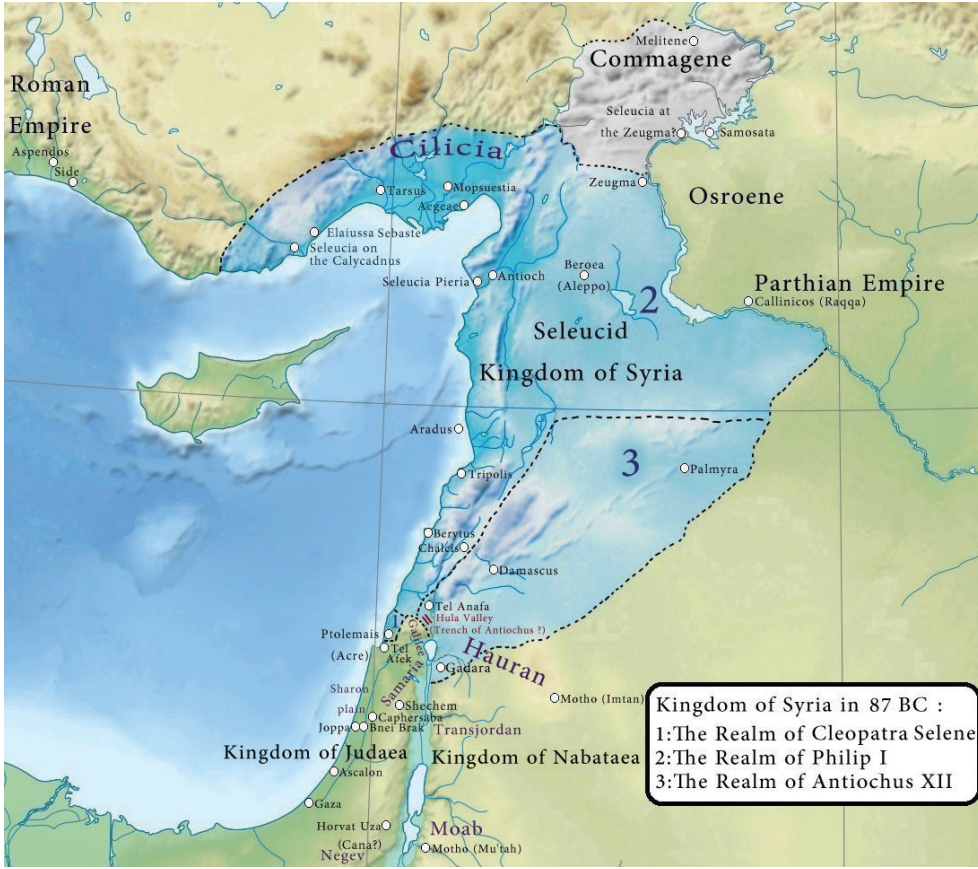 Melitene
Commagene
Roman
Empire
Seleucia at
the Zeugma?
Samosata
Aspendos
Side
Cilicia
Tarsus
Mopsuestia
Aegeae
Zeugma
Osroene
Elaiussa Sebaste
Seleucia on
the Calycadnus
Seleucia Pieria
Antioch
Beroea
(Aleppo)
2
Parthian Empire
Callinicos (Raqqa)
Seleucid
Kingdom of Syria
Aradus
3
Palmyra
Tripolis
Berytus
Chalcis
Damascus
Tel Anafa
Hula Valley
(Trench of Antiochus ?)
1
Ptolemais
(Acre)
Tel
Afek
Galilee
Hauran
Gadara
Samaria
Sharon
plain
Shechem
Caphersaba
Joppa
Bnei Brak
Motho (Imtan)
Transjordan
Kingdom of Judaea
Kingdom of Nabataea
Ascalon
Gaza
Horvat Uza
(Cana?)
Negev
Moab
Motho (Mu'tah)
Kingdom of Syria in 87 BC :
1:The Realm of Cleopatra Selene
2:The Realm of Philip I
3:The Realm of Antiochus XII